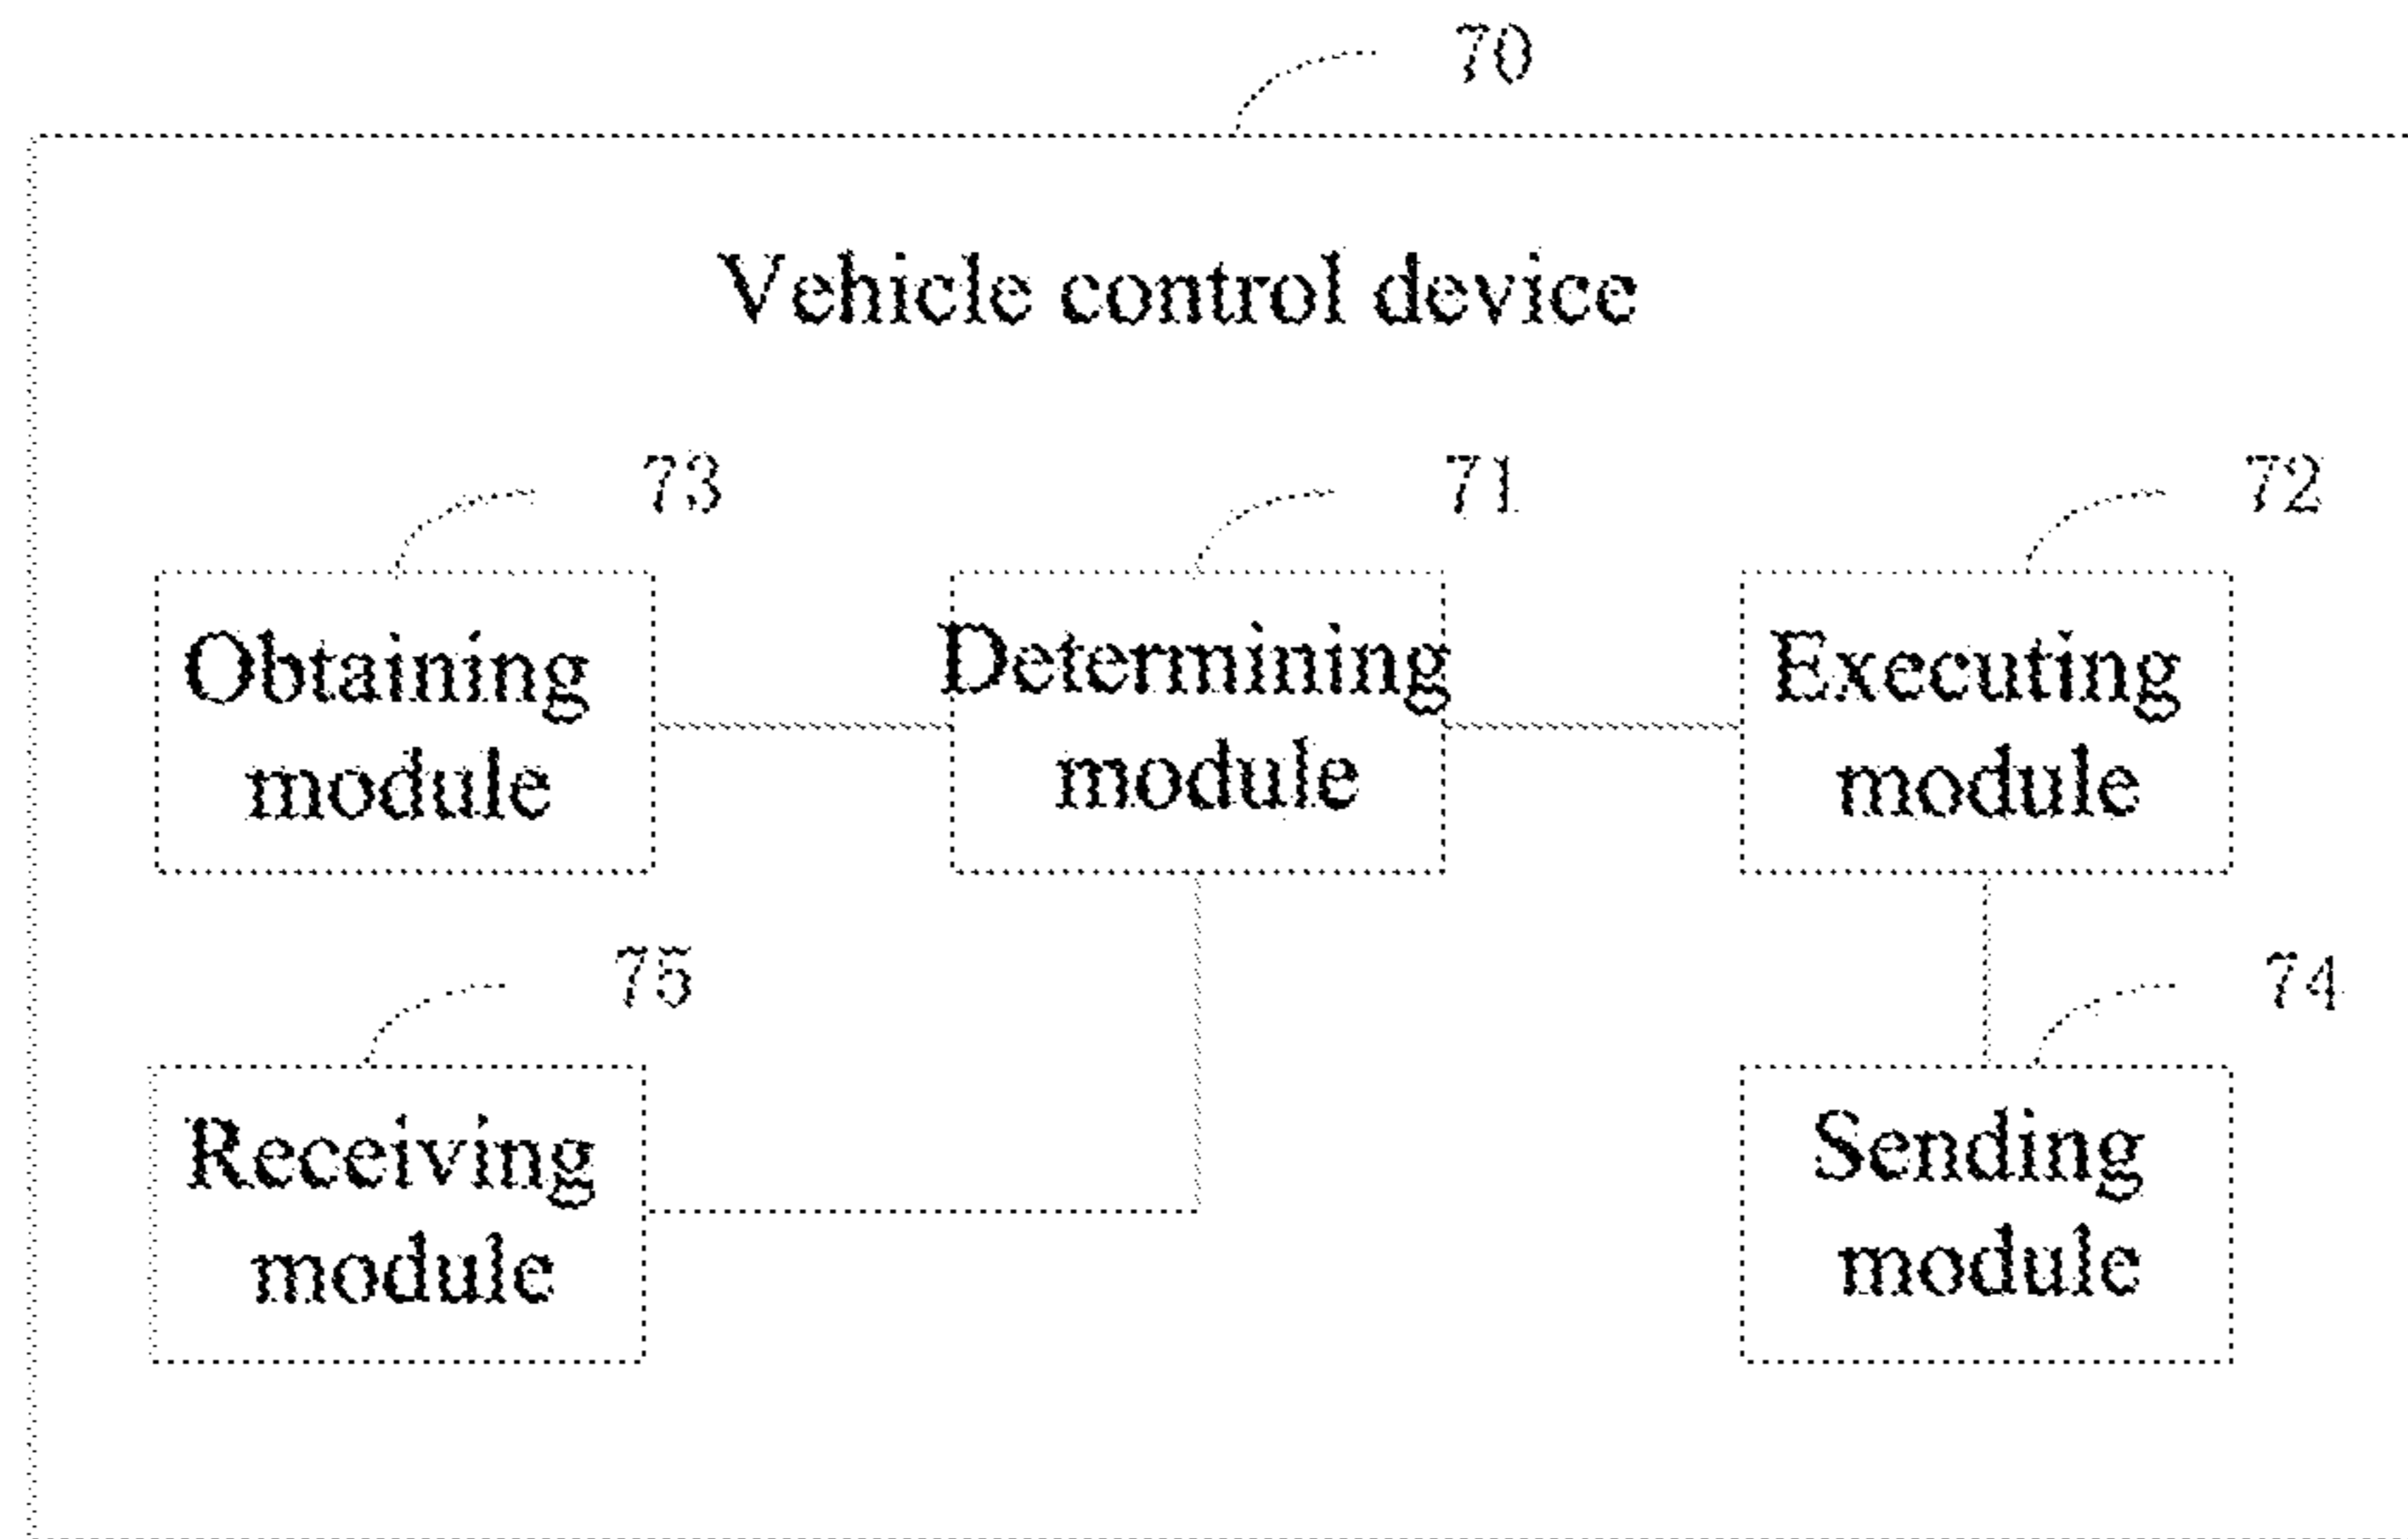 70
Vehicle control device
73
71
72
Obtaining
module
Determining
module
Executing
module
75
74
Receiving
module
Sending
module